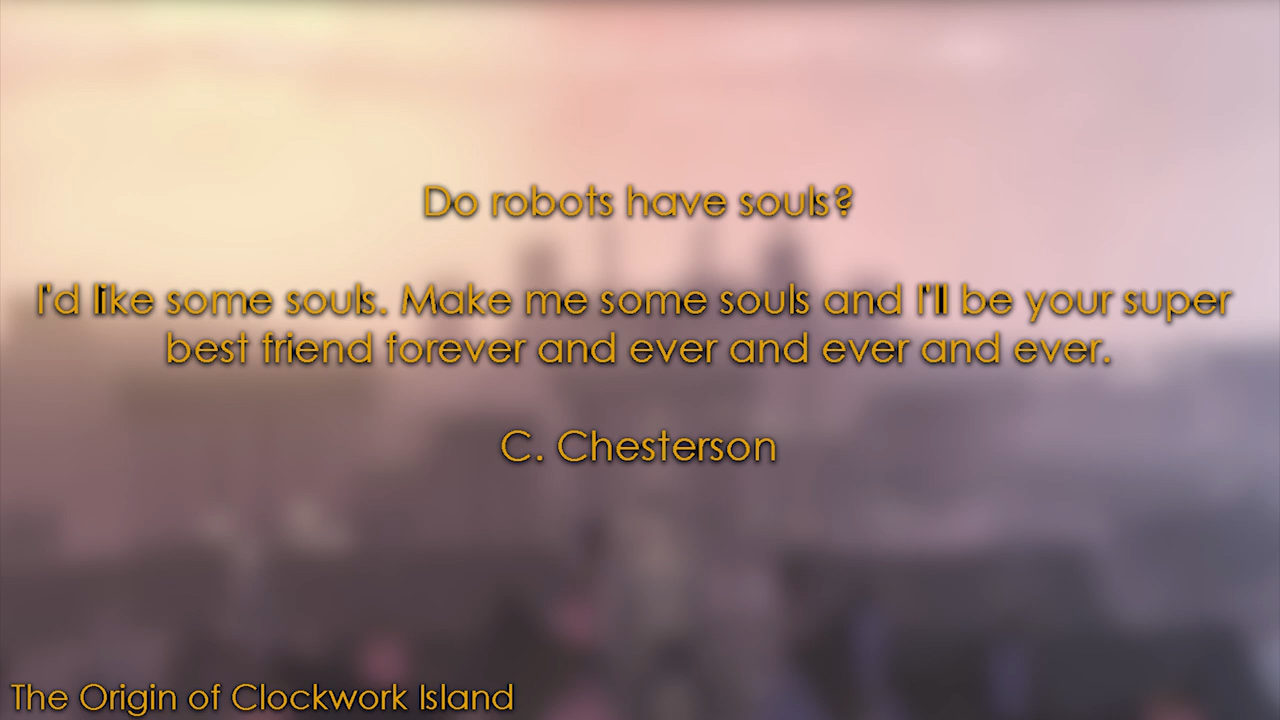 Do robots have souls?
I'd like some souls. Make me some souls and I'll be your super
best friend forever and ever and ever and ever.
C. Chesterson
The Origin of Clockwork Island